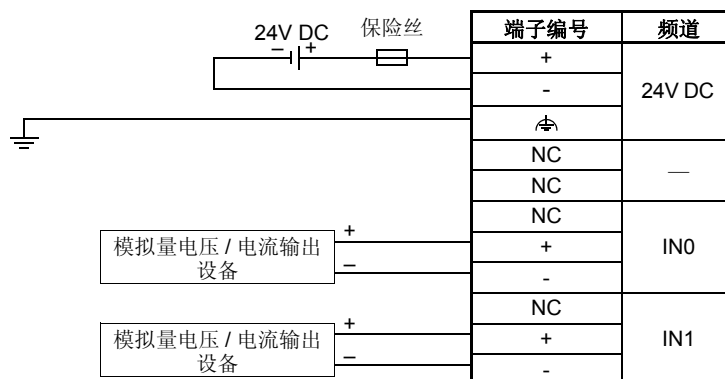 24V DC
保险丝
– +
端子编号 频道
+
-
24V DC
NC
NC
—
NC
+
-
IN0
模拟量电压 / 电流输出
设备
+
–
NC
+
-
IN1
模拟量电压 / 电流输出
设备
+
–